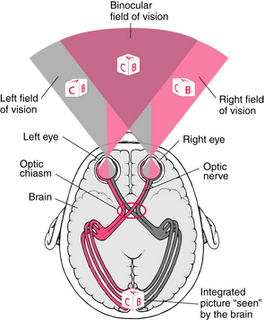 Binocular
field of vision
C B
C B
C B
Left field
of vision
Right field
of vision
Left eye
Right eye
Optic
chiasm
Optic
nerve
Brain
C B
Integrated
picture “seen”
by the brain